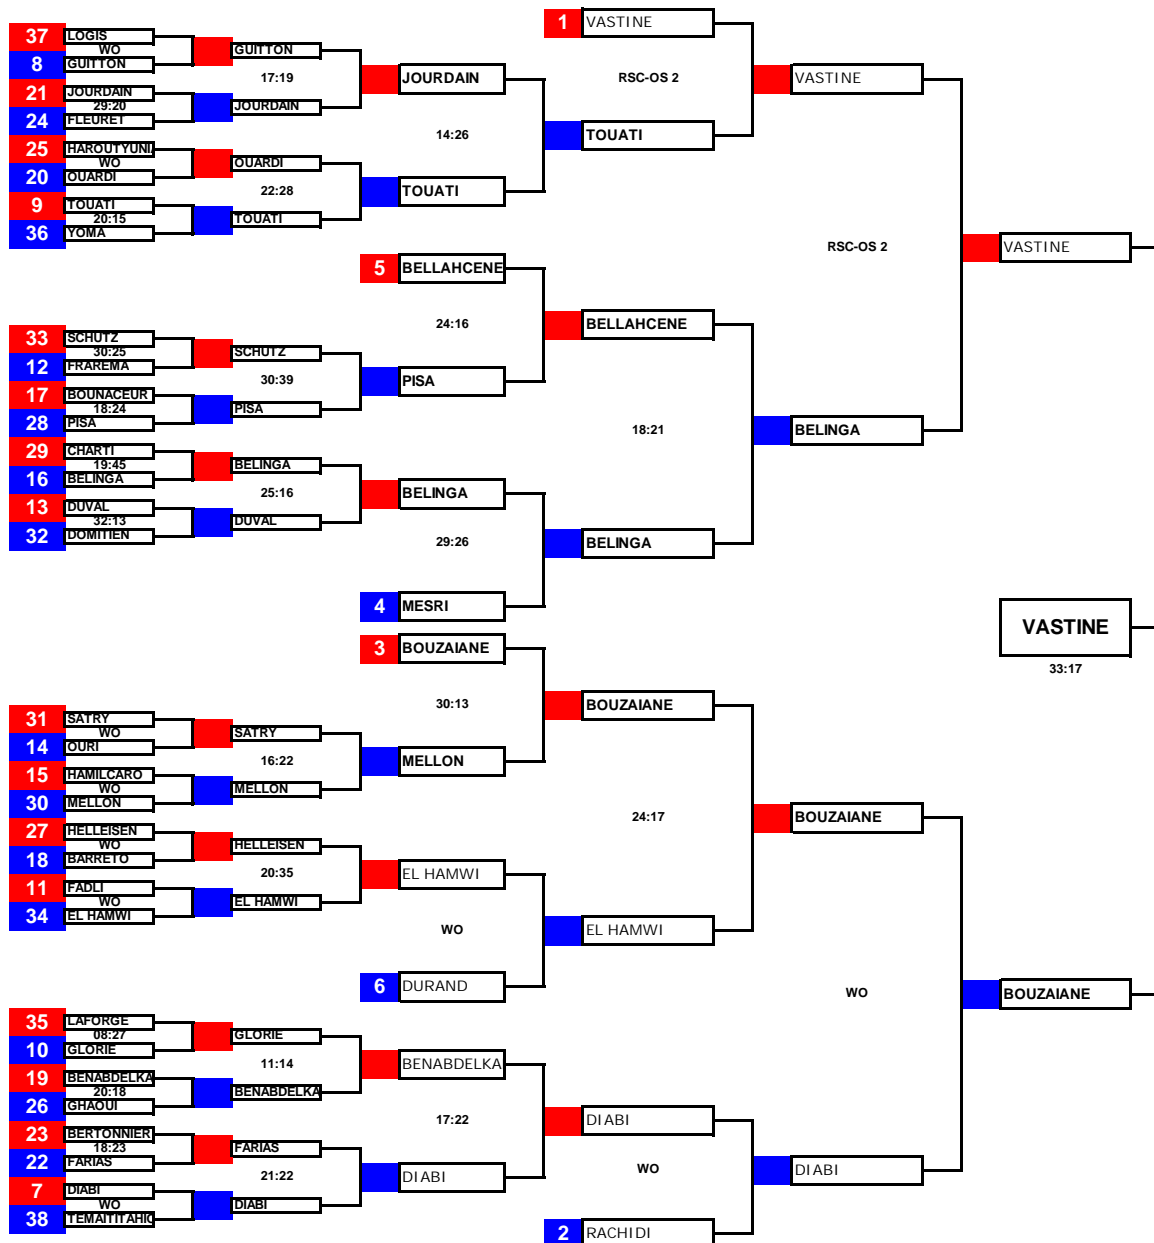 37 LOGIS
WO
8 GUITTON
21 JOURDAIN
29:20
24 FLEURET
25 HAROUTYUNIA
WO
20 OUARDI
9 TOUATI
20:15
36 YOMA
GUITTON
17:19
JOURDAIN
OUARDI
22:28
TOUATI
JOURDAIN
14:26
TOUATI
1 VASTINE
RSC-OS 2
TOUATI
VASTINE
RSC-OS 2
VASTINE
5 BELLAHCENE
24:16
PISA
33 SCHUTZ
30:25
12 FRAREMA
17 BOUNACEUR
18:24
28 PISA
29 CHARTI
19:45
16 BELINGA
13 DUVAL
32:13
32 DOMITIEN
SCHUTZ
30:39
PISA
BELINGA
25:16
DUVAL
BELINGA
29:26
4 MESRI
BELLAHCENE
18:21
BELINGA
BELINGA
VASTINE
33:17
3 BOUZAIANE
30:13
MELLON
31 SATRY
WO
14 OURI
15 HAMILCARO
WO
30 MELLON
27 HELLEISEN
WO
18 BARRETO
11 FADLI
WO
34 EL HAMWI
SATRY
16:22
MELLON
HELLEISEN
20:35
EL HAMWI
EL HAMWI
WO
6 DURAND
BOUZAIANE
24:17
EL HAMWI
BOUZAIANE
WO
BOUZAIANE
35 LAFORGE
08:27
10 GLORIE
19 BENABDELKA
20:18
26 GHAOUI
23 BERTONNIER
18:23
22 FARIAS
7 DIABI
WO
38 TEMAITITAHIO
GLORIE
11:14
BENABDELKA
FARIAS
21:22
DIABI
BENABDELKA
17:22
DIABI
DIABI
WO
2 RACHIDI
DIABI